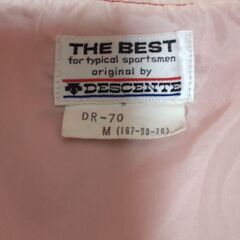 THE BEST
for typical sportsmen
original by
DESCENTE
DR-70
M (167-90-76)